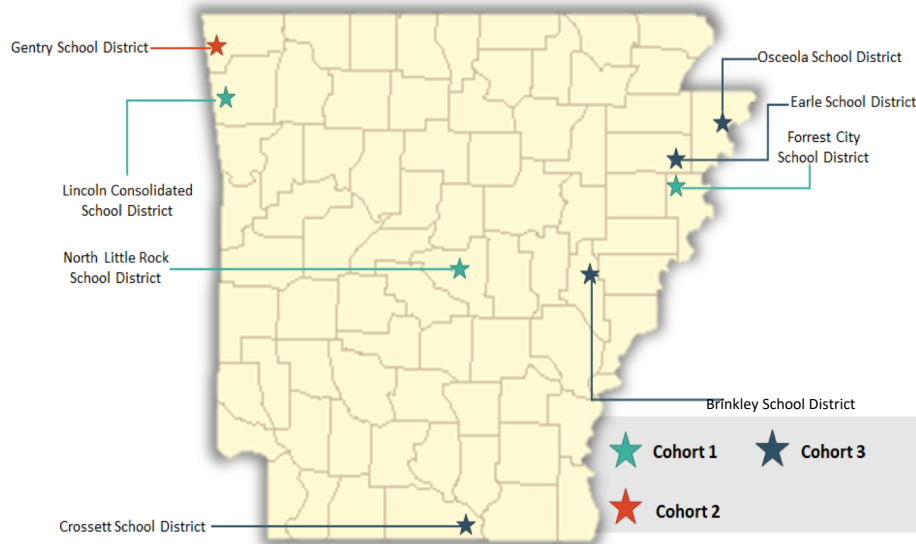 Gentry School District
Osceola School District
Earle School District
Forrest City
School District
Lincoln Consolidated
School District
North Little Rock
School District
Brinkley School District
Cohort 1
Cohort 3
Cohort 2
Crossett School District